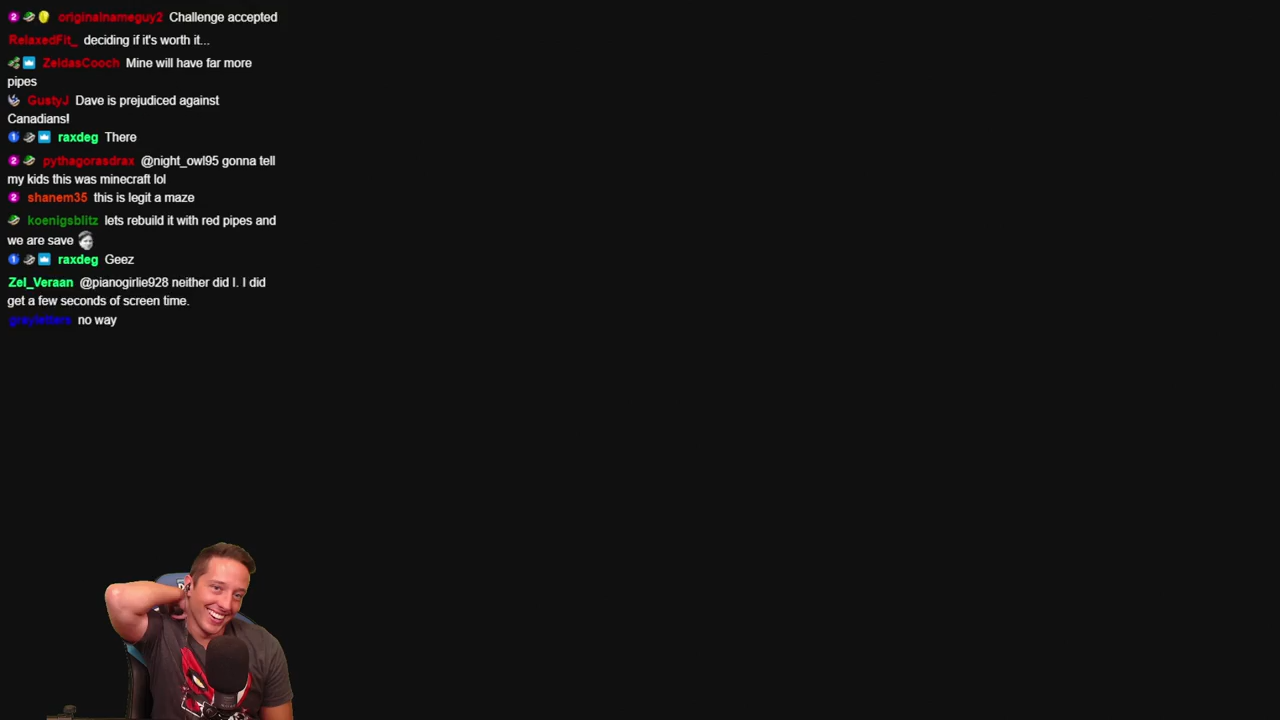 originalnameguy2 Challenge accepted
RelaxedFit_ deciding if it's worth it...
ZeldasCooch Mine will have far more
pipes
GustyJ Dave is prejudiced against
Canadians!
raxdeg There
pythagorasdrax @night_owl95 gonna tell
my kids this was minecraft lol
shanem35 this is legit a maze
koenigsblitz lets rebuild it with red pipes and
we are save
raxdeg Geez
Zel_Veraan @pianogirlie928 neither did I. I did
get a few seconds of screen time.
no way